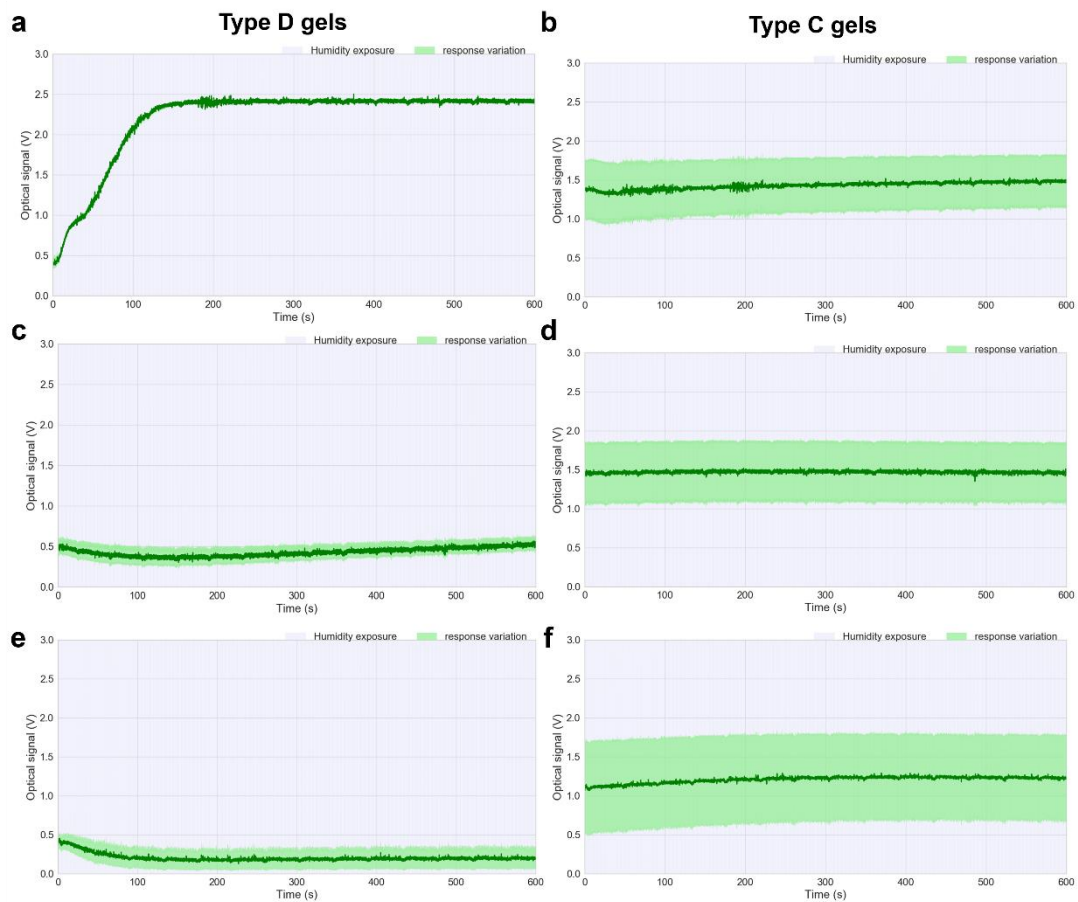 a Type D gels
Humidity exposure response variation
3.0
2.5
2.0
1.5
1.0
0.5
0.0
Optical signal (V)
0 100 200 300 400 500 600
Time (s)
b Type C gels
Humidity exposure response variation
3.0
2.5
2.0
1.5
1.0
0.5
0.0
Optical signal (V)
0 100 200 300 400 500 600
Time (s)
c
Humidity exposure response variation
3.0
2.5
2.0
1.5
1.0
0.5
0.0
Optical signal (V)
0 100 200 300 400 500 600
Time (s)
d
Humidity exposure response variation
3.0
2.5
2.0
1.5
1.0
0.5
0.0
Optical signal (V)
0 100 200 300 400 500 600
Time (s)
e
Humidity exposure response variation
3.0
2.5
2.0
1.5
1.0
0.5
0.0
Optical signal (V)
0 100 200 300 400 500 600
Time (s)
f
Humidity exposure response variation
3.0
2.5
2.0
1.5
1.0
0.5
0.0
Optical signal (V)
0 100 200 300 400 500 600
Time (s)